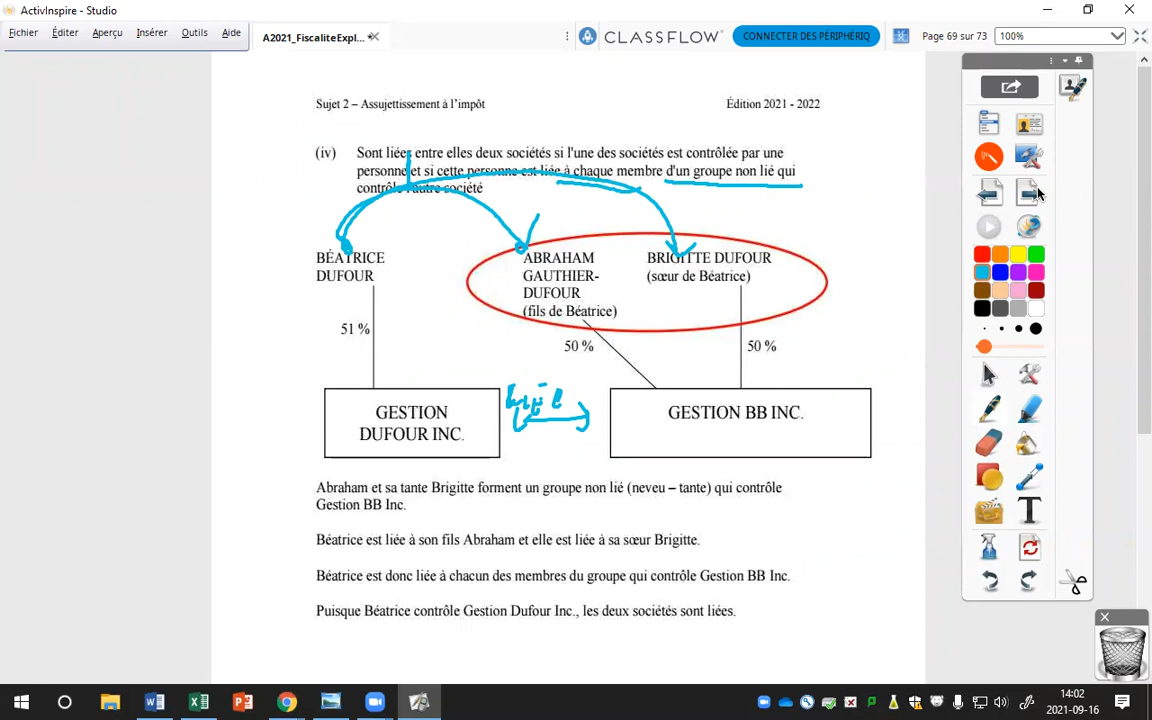 ActivInspire - Studio
Fichier Éditer Aperçu Insérer Outils Aide
A2021_FiscaliteExpl...
CLASSFLOW
CONNECTER DES PÉRIPHÉRIQ
Page 69 sur 73
100%
Sujet 2 – Assujettissement à l'impôt
Édition 2021 - 2022
(iv) Sont liées entre elles deux sociétés si l'une des sociétés est contrôlée par une
personne et si cette personne est liée à chaque membre d'un groupe non lié qui
contrôle l'autre société
BÉATRICE
DUFOUR
ABRAHAM
GAUTHIER-
DUFOUR
(fils de Béatrice)
BRIGITTE DUFOUR
(sœur de Béatrice)
51 %
50 %
50 %
GESTION
DUFOUR INC.
GESTION BB INC.
Abraham et sa tante Brigitte forment un groupe non lié (neveu – tante) qui contrôle
Gestion BB Inc.
Béatrice est liée à son fils Abraham et elle est liée à sa sœur Brigitte.
Béatrice est donc liée à chacun des membres du groupe qui contrôle Gestion BB Inc.
Puisque Béatrice contrôle Gestion Dufour Inc., les deux sociétés sont liées.
14:02
2021-09-16